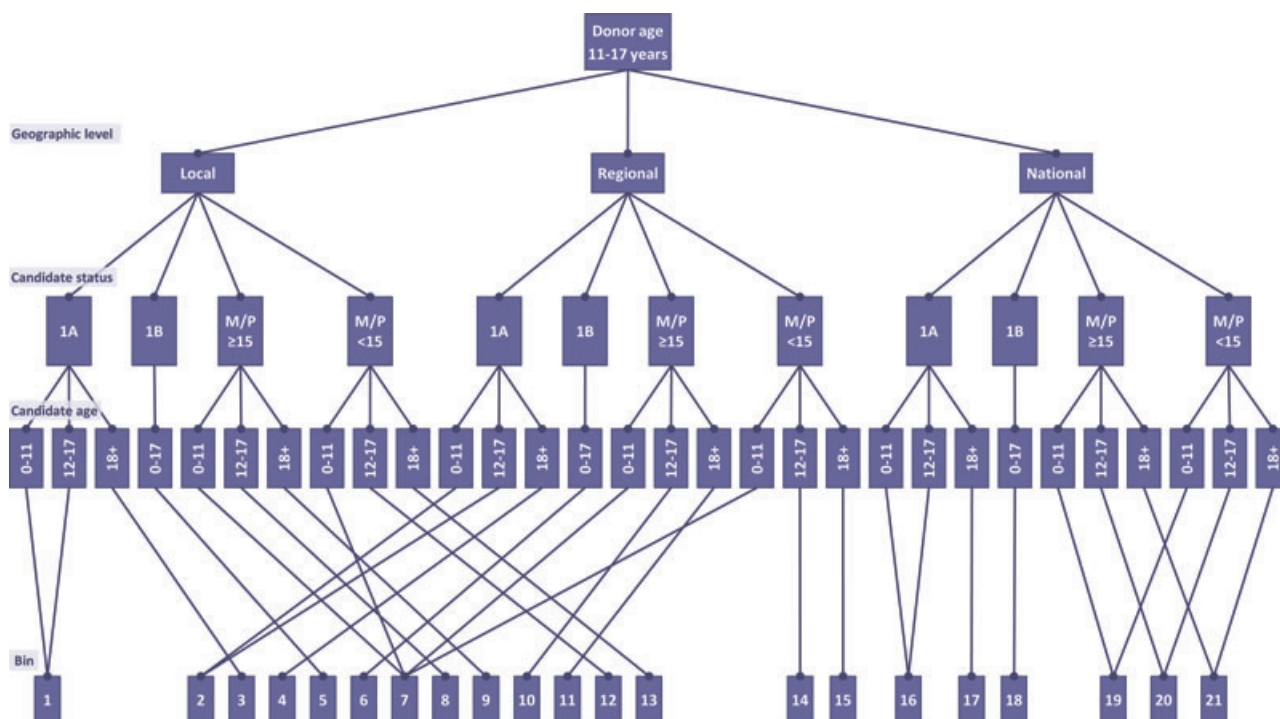 Donor age
11-17 years
Geographic level
Local
Regional
National
Candidate status
1A
1B
M/P
≥15
M/P
<15
1A
1B
M/P
≥15
M/P
<15
1A
1B
M/P
≥15
M/P
<15
Candidate age
0-11
12-17
18+
0-17
0-11
12-17
18+
0-11
12-17
18+
0-11
12-17
18+
0-17
0-11
12-17
18+
0-11
12-17
18+
0-11
12-17
18+
0-17
0-11
12-17
18+
0-11
12-17
18+
Bin
1
2
3
4
5
6
7
8
9
10
11
12
13
14
15
16
17
18
19
20
21